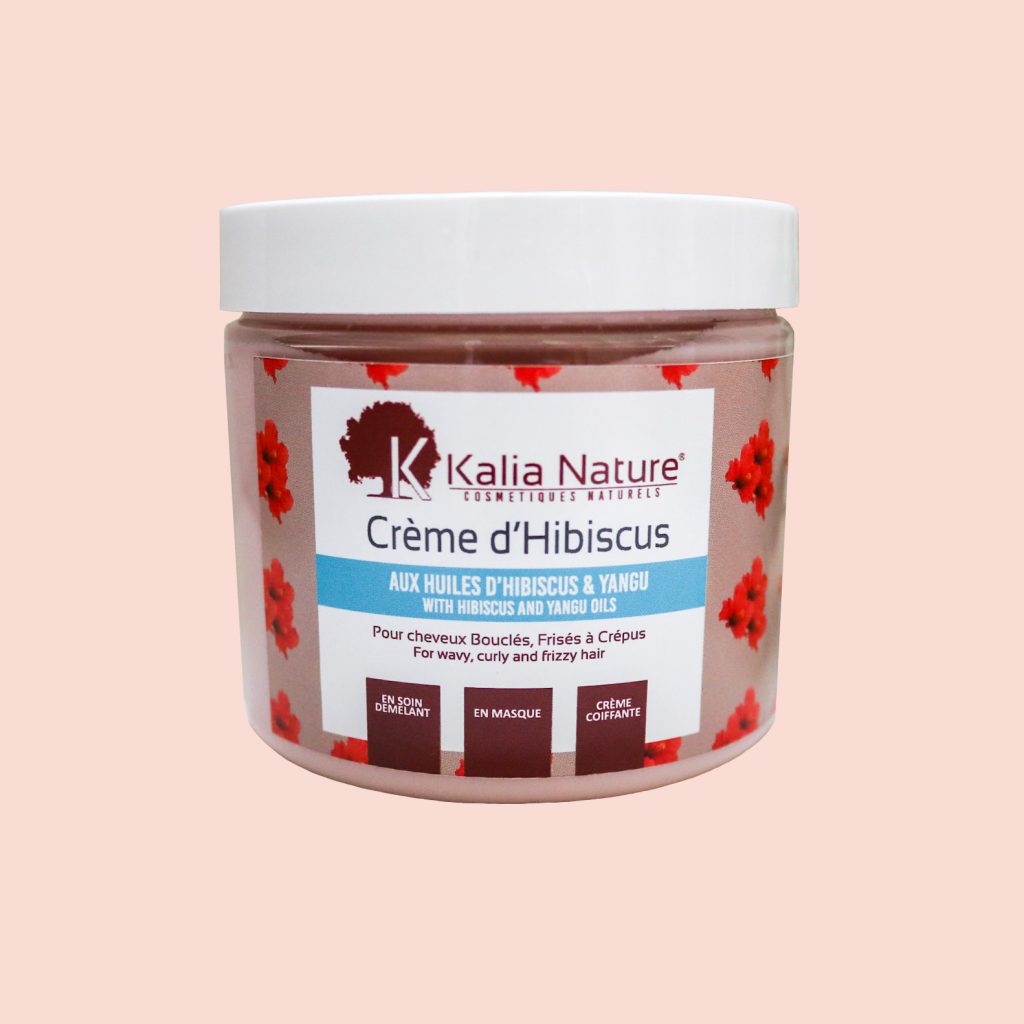 K Kalia Nature®
COSMETIQUES NATURELS
Crème d'Hibiscus
AUX HUILES D'HIBISCUS & YANGU
WITH HIBISCUS AND YANGU OILS
Pour cheveux Bouclés, Frisés à Crépus
For wavy, curly and frizzy hair
EN SOIN
DEMELANT
EN MASQUE
CRÈME
COIFFANTE